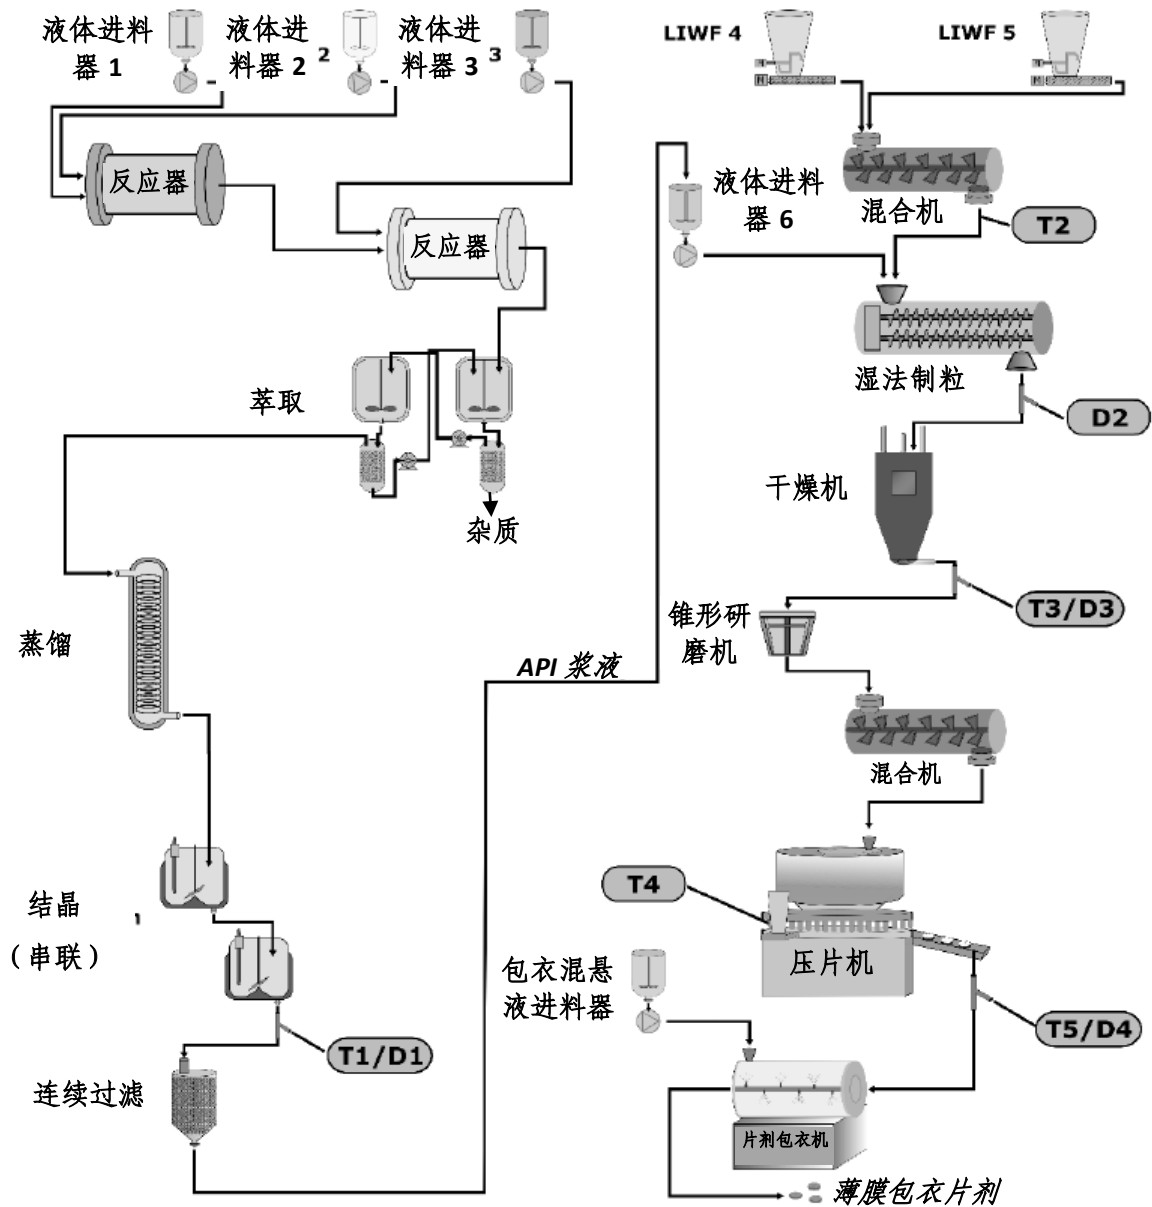 液体进料
器 1
液体进
料器 2
2
液体进
料器 3
3
LIWF 4
LIWF 5
反应器
反应器
混合机
T2
液体进料
器 6
湿法制粒
D2
萃取
杂质
干燥机
T3/D3
蒸馏
锥形研
磨机
API 浆液
混合机
结晶
（串联）
T4
压片机
包衣混悬
液进料器
T5/D4
T1/D1
连续过滤
片剂包衣机
薄膜包衣片剂